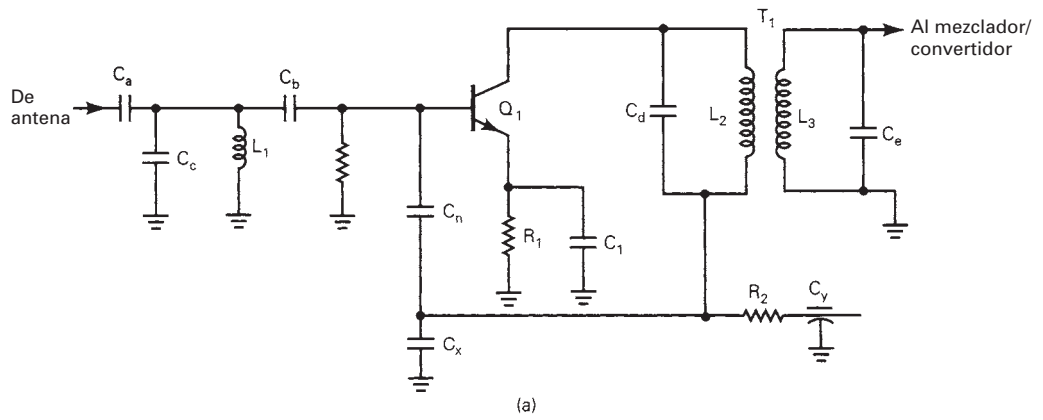 T1
Al mezclador/
convertidor
De
antena
Ca
Cb
Q1
Cd
L2
L3
Ce
Cc
L1
Cn
R1
C1
R2
Cy
Cx
(a)